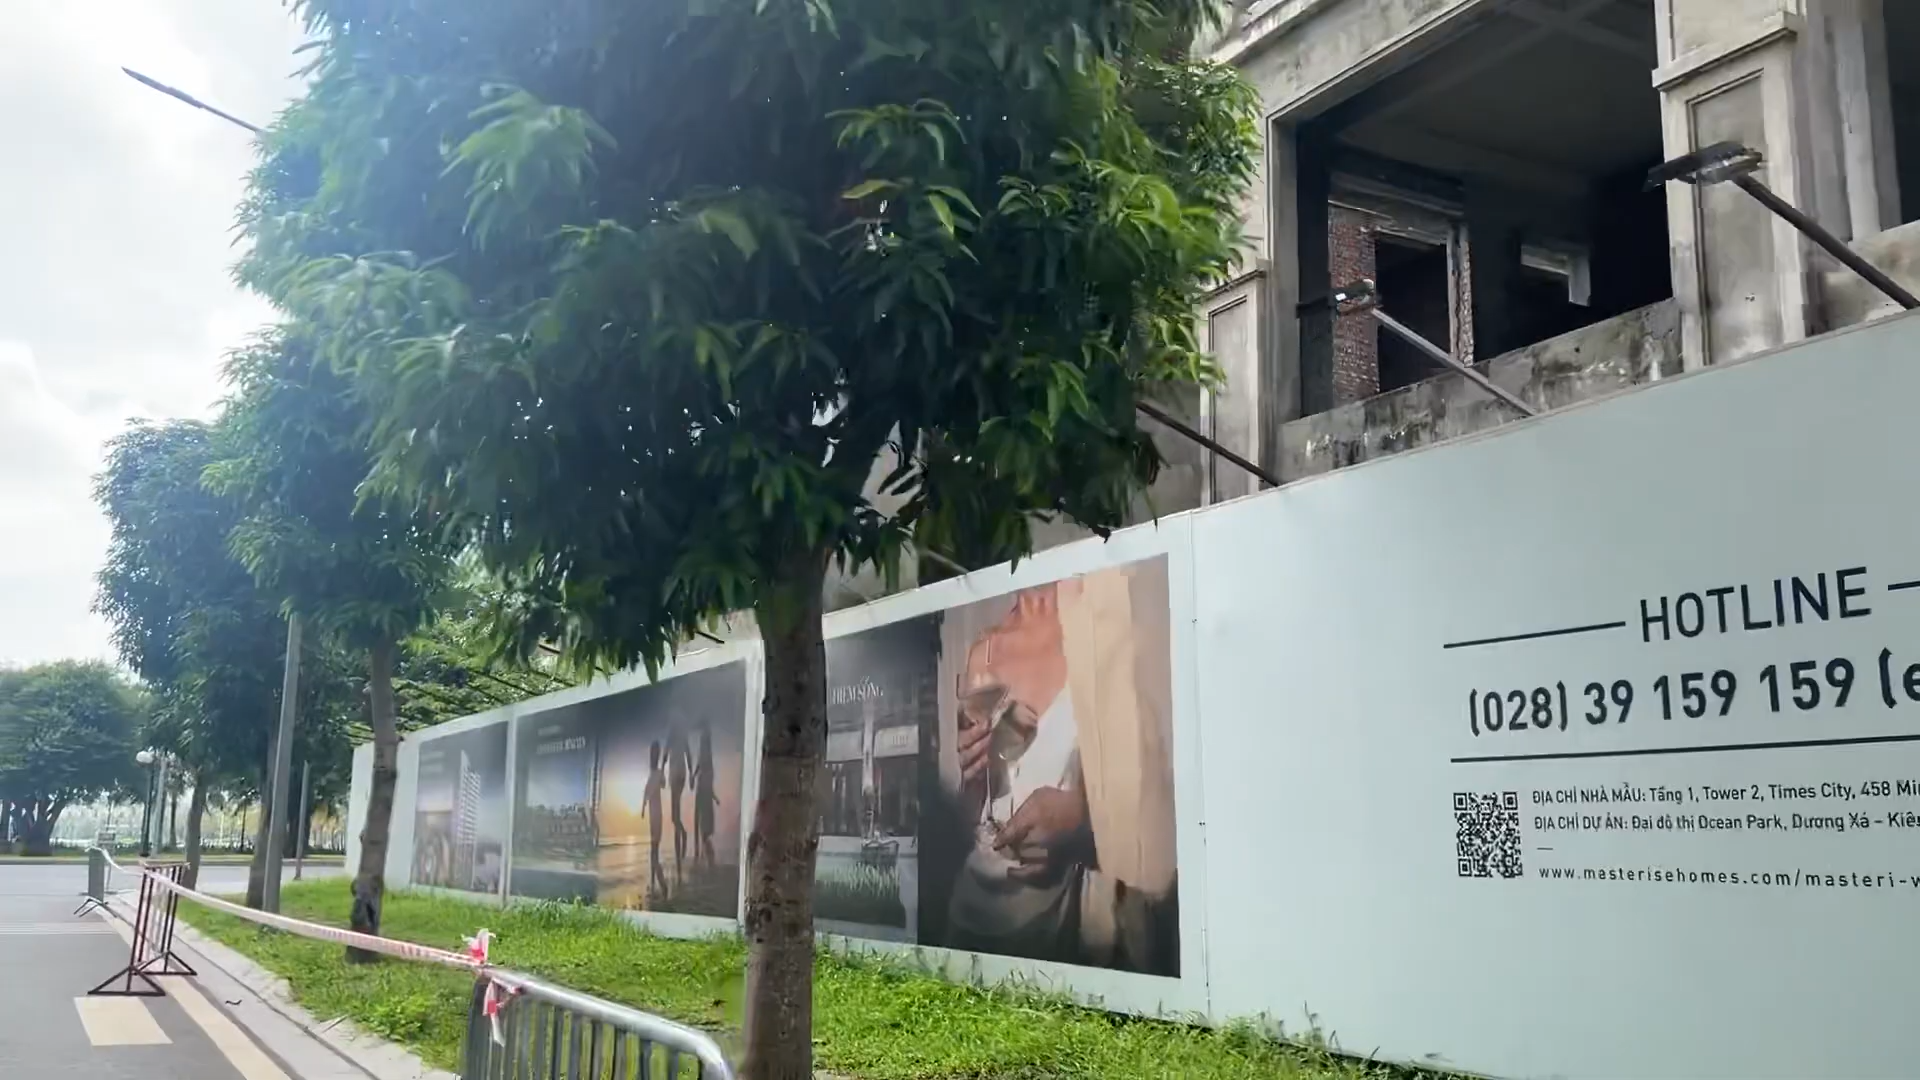 HOTLINE
(028) 39 159 159 (e
ĐỊA CHỈ NHÀ MẪU: Tầng 1, Tower 2, Times City, 458 Mi
ĐỊA CHỈ DỰ ÁN: Đại đô thị Ocean Park, Dương Xá - Kiê
www.masterisehomes.com/masteri-w